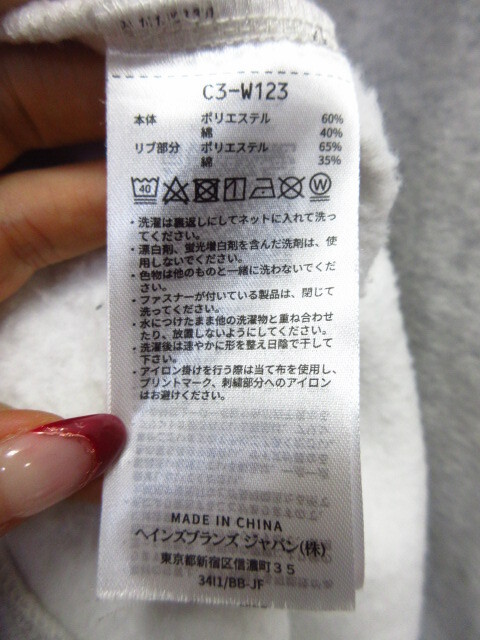 C3-W123
本体 ポリエステル 60%
綿 40%
リブ部分 ポリエステル 65%
綿 35%
40
W
・洗濯は裏返しにしてネットに入れて洗っ
てください。
・漂白剤、蛍光増白剤を含んだ洗剤は、使
用しないでください。
・色物は他のものと一緒に洗わないでくだ
さい。
・ファスナーが付いている製品は、閉じて
洗ってください。
・水につけたまま他の洗濯物と重ね合わせ
たり、放置しないようにしてください。
・洗濯後は速やかに形を整え日陰で干して
下さい。
・アイロン掛けを行う際は当て布を使用し、
プリントマーク、刺繍部分へのアイロン
はお避けください。
MADE IN CHINA
ヘインズブランズ ジャパン(株)
東京都新宿区信濃町35
34I1/BB-JF